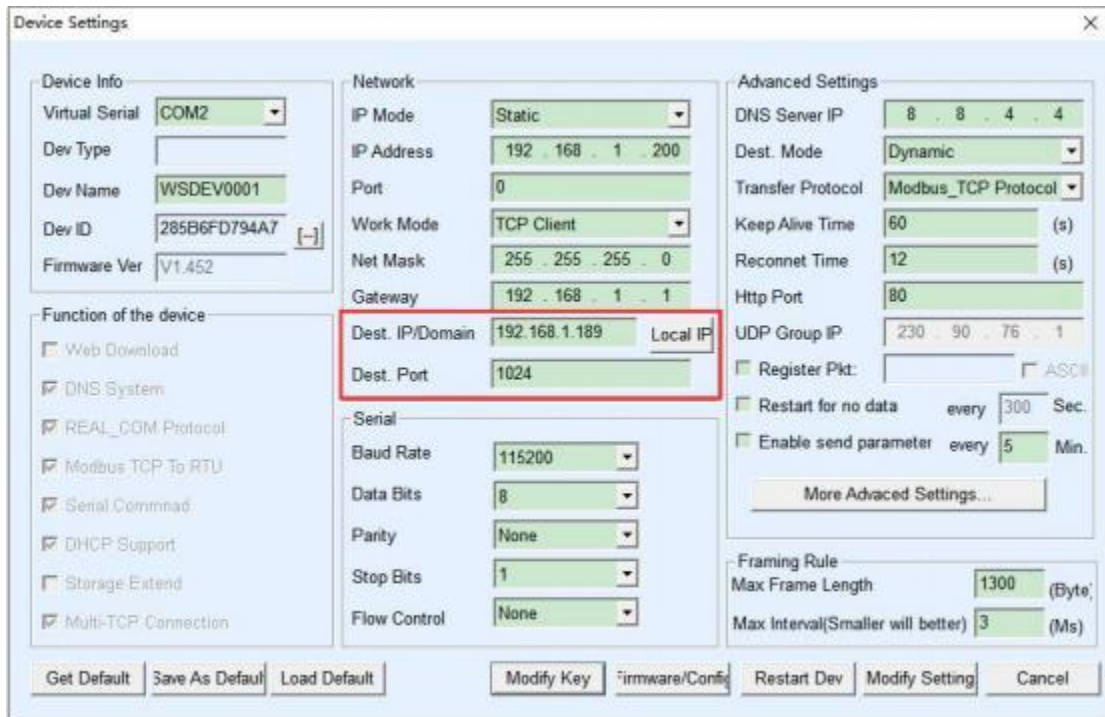 Device Settings
Device Info
Virtual Serial COM2
Dev Type
Dev Name WSDEV0001
Dev ID 285B6FD794A7 [--]
Firmware Ver V1.452
Function of the device
Web Download
DNS System
REAL_COM Protocol
Modbus TCP To RTU
Serial Commnad
DHCP Support
Storage Extend
Multi-TCP Connection
Network
IP Mode Static
IP Address 192 . 168 . 1 . 200
Port 0
Work Mode TCP Client
Net Mask 255 . 255 . 255 . 0
Gateway 192 . 168 . 1 . 1
Dest. IP/Domain 192.168.1.189 Local IP
Dest. Port 1024
Serial
Baud Rate 115200
Data Bits 8
Parity None
Stop Bits 1
Flow Control None
Advanced Settings
DNS Server IP 8 . 8 . 4 . 4
Dest. Mode Dynamic
Transfer Protocol Modbus_TCP Protocol
Keep Alive Time 60 (s)
Reconnet Time 12 (s)
Http Port 80
UDP Group IP 230 . 90 . 76 . 1
Register Pkt: ASCII
Restart for no data every 300 Sec.
Enable send parameter every 5 Min.
More Advaced Settings...
Framing Rule
Max Frame Length 1300 (Byte)
Max Interval(Smaller will better) 3 (Ms)
Get Default Save As Defaul Load Default Modify Key Firmware/Config Restart Dev Modify Setting Cancel